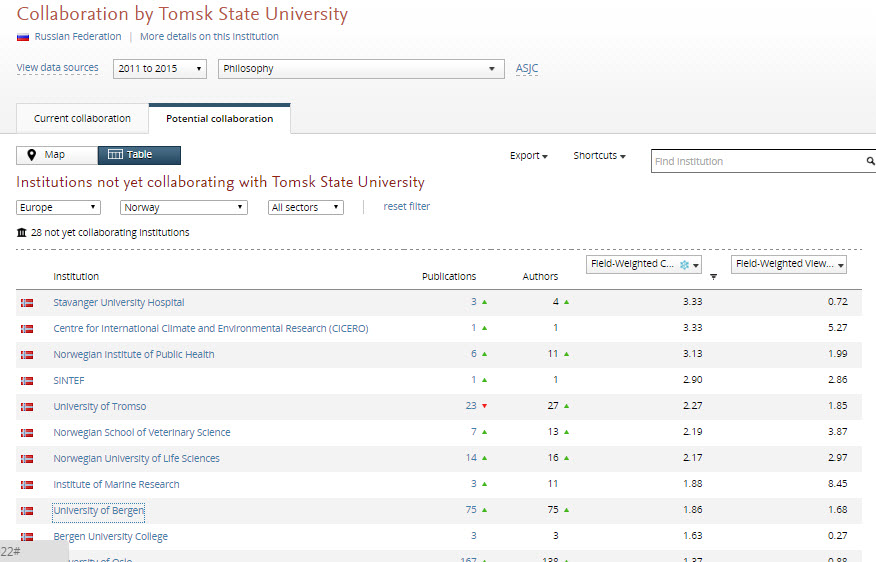 Collaboration by Tomsk State University
Russian Federation | More details on this institution
View data sources 2011 to 2015 Philosophy ASJC
Current collaboration Potential collaboration
Map Table Export Shortcuts Find institution
Institutions not yet collaborating with Tomsk State University
Europe Norway All sectors reset filter
28 not yet collaborating institutions
Institution Publications Authors Field-Weighted C... Field-Weighted View...
Stavanger University Hospital 3 4 3.33 0.72
Centre for International Climate and Environmental Research (CICERO) 1 1 3.33 5.27
Norwegian Institute of Public Health 6 11 3.13 1.99
SINTEF 1 1 2.90 2.86
University of Tromso 23 27 2.27 1.85
Norwegian School of Veterinary Science 7 13 2.19 3.87
Norwegian University of Life Sciences 14 16 2.17 2.97
Institute of Marine Research 3 11 1.88 8.45
University of Bergen 75 75 1.86 1.68
Bergen University College 3 3 1.63 0.27
22# of Oslo 167 138 1.37 0.88